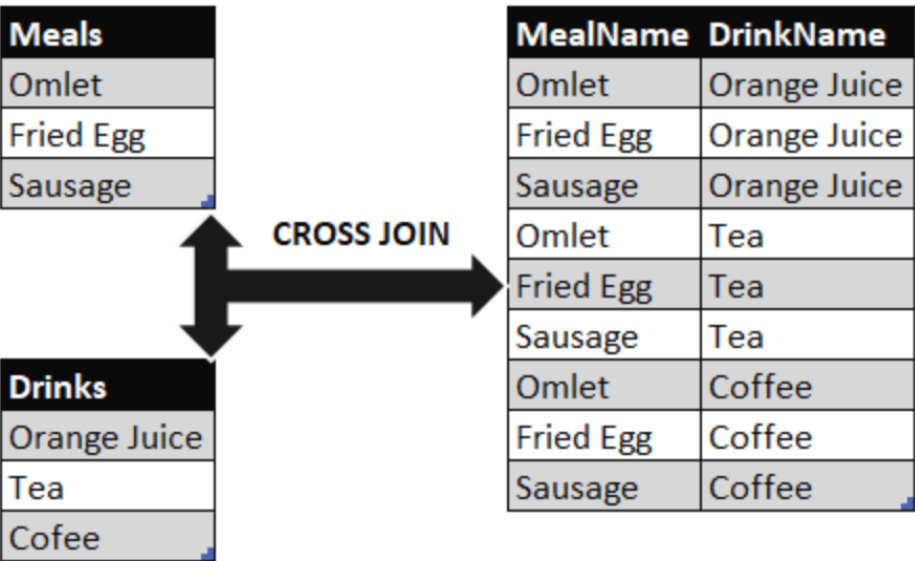 Meals
Omlet
Fried Egg
Sausage
CROSS JOIN
Drinks
Orange Juice
Tea
Cofee
MealName DrinkName
Omlet Orange Juice
Fried Egg Orange Juice
Sausage Orange Juice
Omlet Tea
Fried Egg Tea
Sausage Tea
Omlet Coffee
Fried Egg Coffee
Sausage Coffee